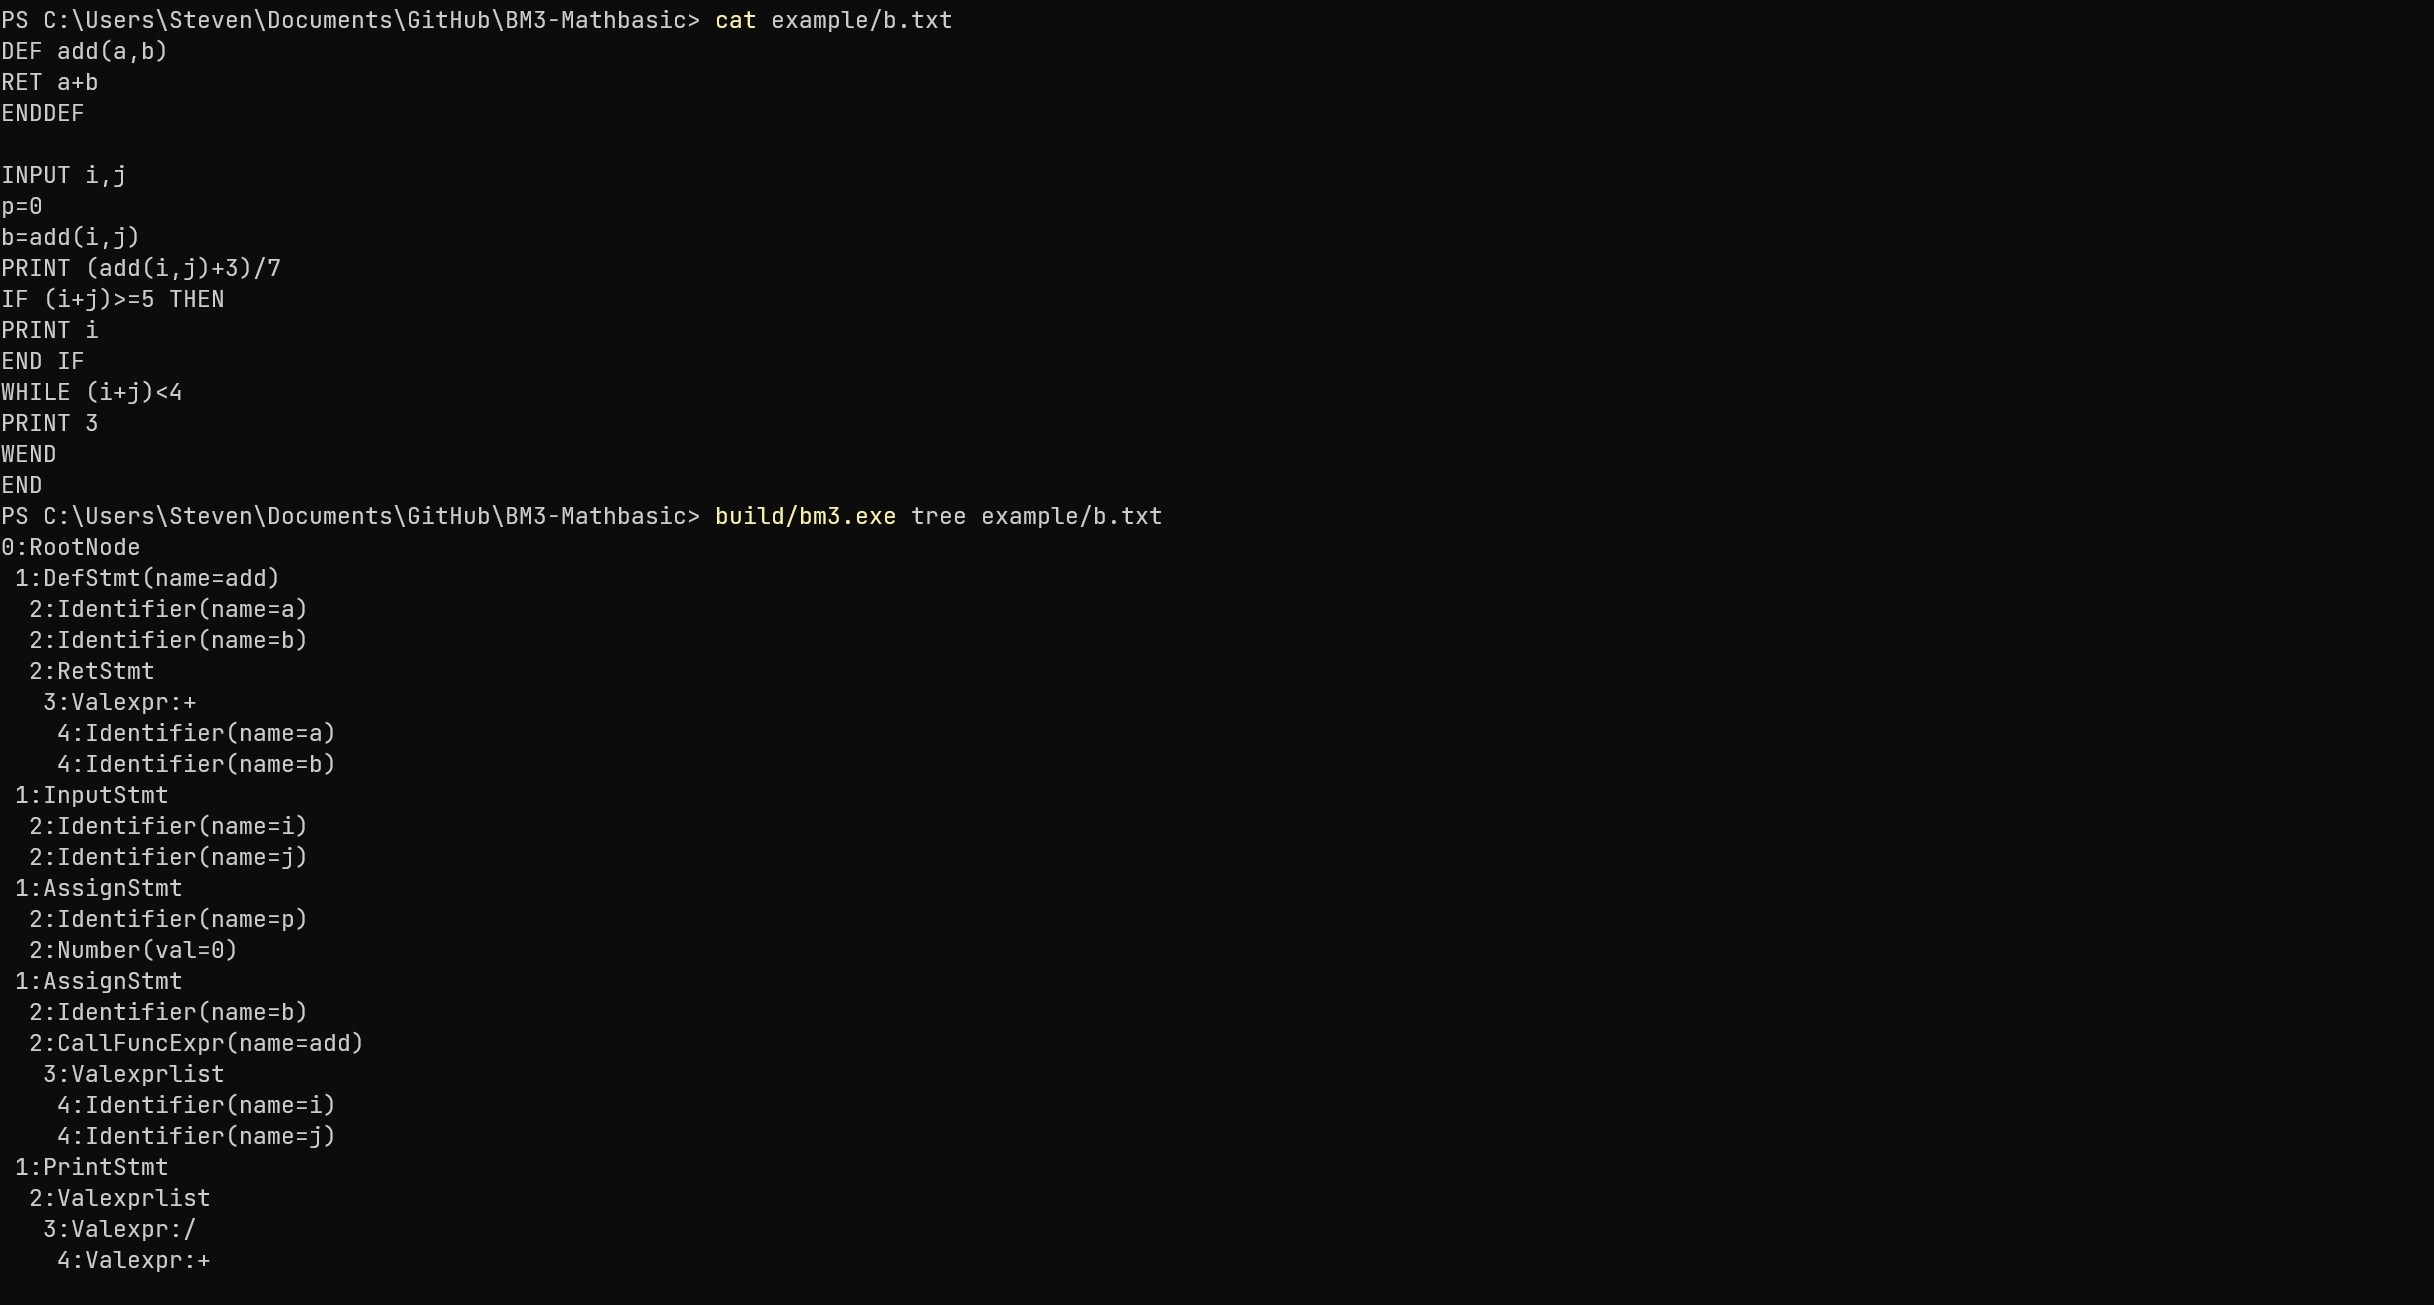 PS C:\Users\Steven\Documents\GitHub\BM3-Mathbasic> cat example/b.txt
DEF add(a,b)
RET a+b
ENDDEF

INPUT i,j
p=0
b=add(i,j)
PRINT (add(i,j)+3)/7
IF (i+j)>=5 THEN
PRINT i
END IF
WHILE (i+j)<4
PRINT 3
WEND
END
PS C:\Users\Steven\Documents\GitHub\BM3-Mathbasic> build/bm3.exe tree example/b.txt
0:RootNode
 1:DefStmt(name=add)
  2:Identifier(name=a)
  2:Identifier(name=b)
  2:RetStmt
   3:Valexpr:+
    4:Identifier(name=a)
    4:Identifier(name=b)
 1:InputStmt
  2:Identifier(name=i)
  2:Identifier(name=j)
 1:AssignStmt
  2:Identifier(name=p)
  2:Number(val=0)
 1:AssignStmt
  2:Identifier(name=b)
  2:CallFuncExpr(name=add)
   3:Valexprlist
    4:Identifier(name=i)
    4:Identifier(name=j)
 1:PrintStmt
  2:Valexprlist
   3:Valexpr:/
    4:Valexpr:+